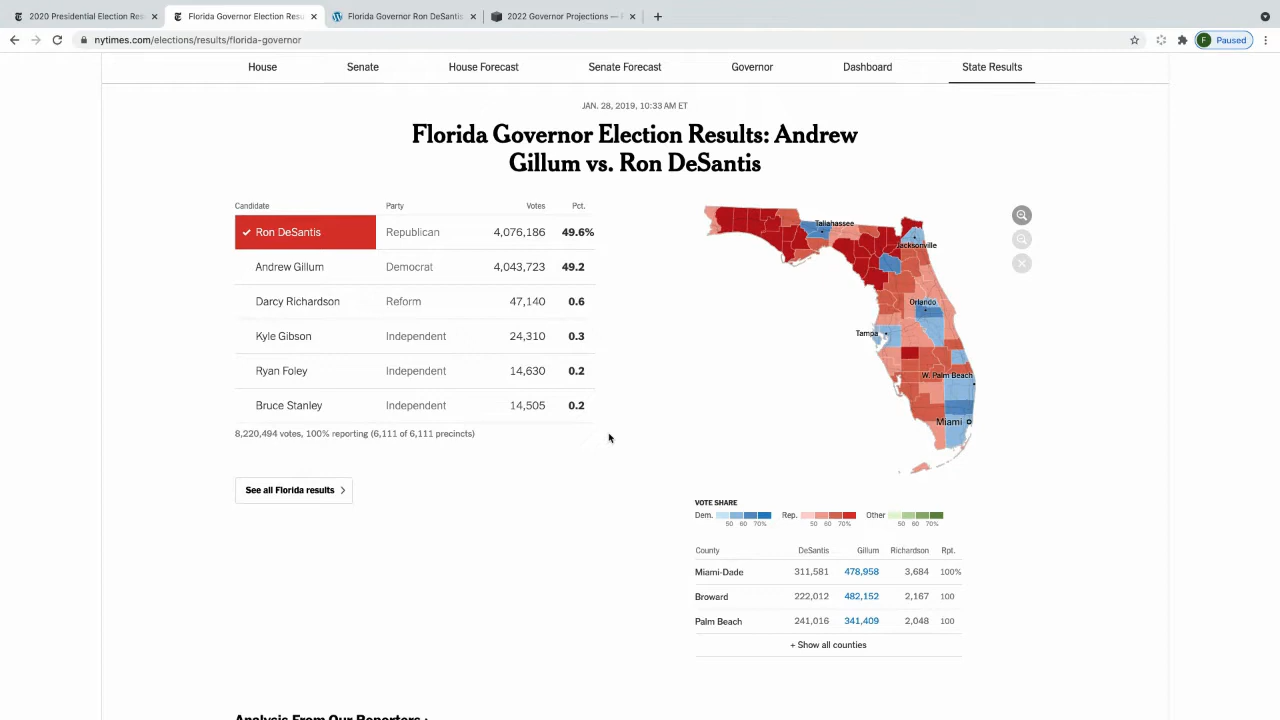 2020 Presidential Election Res
Florida Governor Election Resu
Florida Governor Ron DeSantis
2022 Governor Projections —
nytimes.com/elections/results/florida-governor
F
Paused
House Senate House Forecast Senate Forecast Governor Dashboard State Results
JAN. 28, 2019, 10:33 AM ET
Florida Governor Election Results: Andrew
Gillum vs. Ron DeSantis
Candidate Party Votes Pct.
Ron DeSantis Republican 4,076,186 49.6%
Andrew Gillum Democrat 4,043,723 49.2
Darcy Richardson Reform 47,140 0.6
Kyle Gibson Independent 24,310 0.3
Ryan Foley Independent 14,630 0.2
Bruce Stanley Independent 14,505 0.2
8,220,494 votes, 100% reporting (6,111 of 6,111 precincts)
See all Florida results
Tallahassee
Jacksonville
Orlando
Tampa
W. Palm Beach
Miami
VOTE SHARE
Dem. Rep. Other
50 60 70% 50 60 70% 50 60 70%
County DeSantis Gillum Richardson Rpt.
Miami-Dade 311,581 478,958 3,684 100%
Broward 222,012 482,152 2,167 100
Palm Beach 241,016 341,409 2,048 100
+ Show all counties
Analysis From Our Reporters